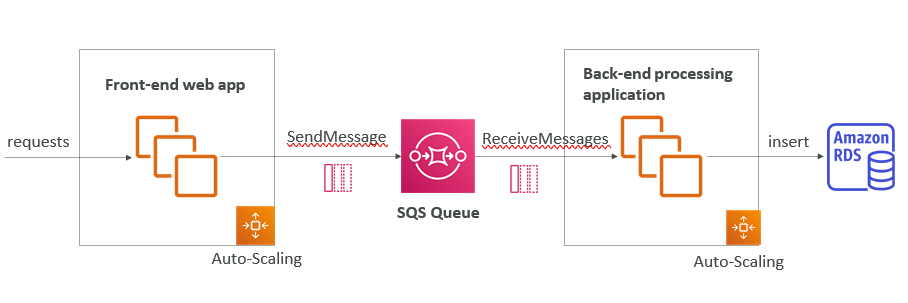 Front-end web app
Back-end processing
application
requests
SendMessage
ReceiveMessages
insert
Amazon
RDS
SQS Queue
Auto-Scaling
Auto-Scaling